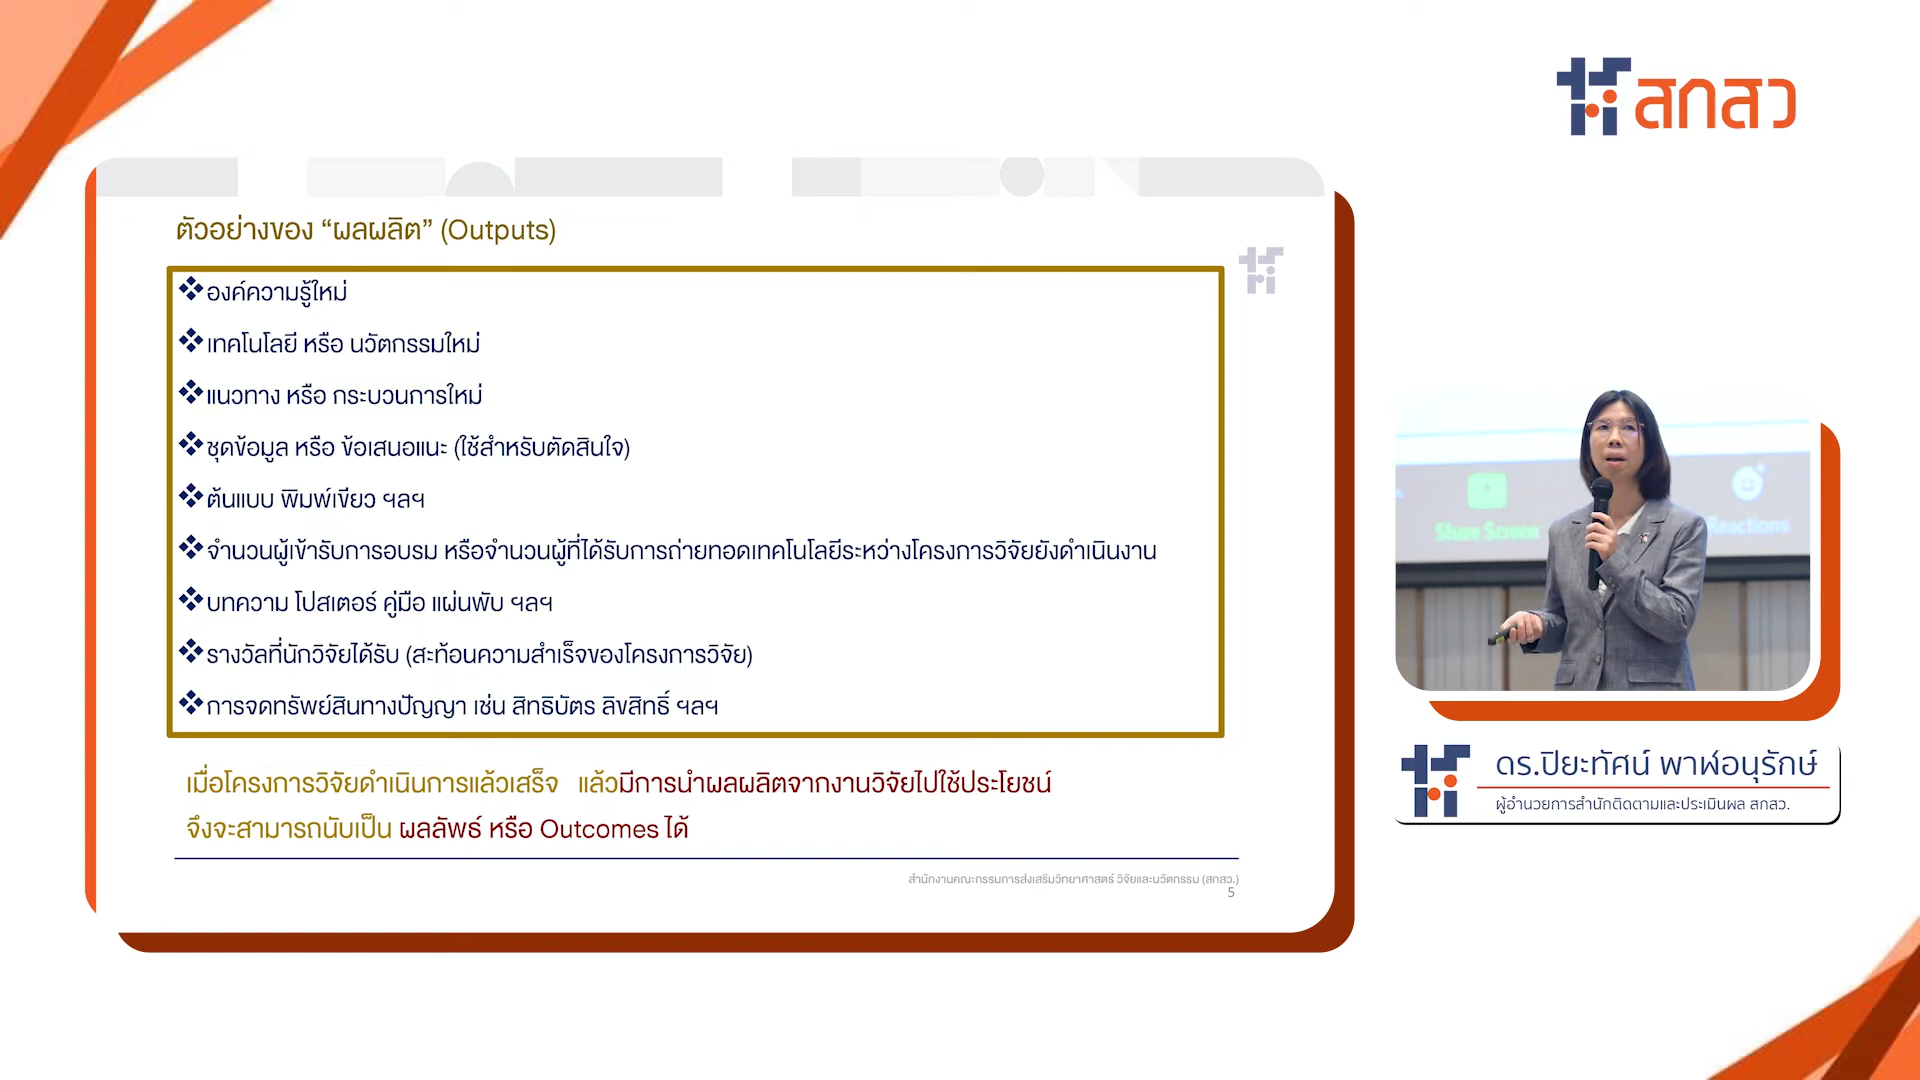 สกสว
ตัวอย่างของ “ผลผลิต” (Outputs)
❖องค์ความรู้ใหม่
❖เทคโนโลยี หรือ นวัตกรรมใหม่
❖แนวทาง หรือ กระบวนการใหม่
❖ชุดข้อมูล หรือ ข้อเสนอแนะ (ใช้สำหรับตัดสินใจ)
❖ต้นแบบ พิมพ์เขียว ฯลฯ
❖จำนวนผู้เข้ารับการอบรม หรือจำนวนผู้ที่ได้รับการถ่ายทอดเทคโนโลยีระหว่างโครงการวิจัยยังดำเนินงาน
❖บทความ โปสเตอร์ คู่มือ แผ่นพับ ฯลฯ
❖รางวัลที่นักวิจัยได้รับ (สะท้อนความสำเร็จของโครงการวิจัย)
❖การจดทรัพย์สินทางปัญญา เช่น สิทธิบัตร ลิขสิทธิ์ ฯลฯ
เมื่อโครงการวิจัยดำเนินการแล้วเสร็จ แล้วมีการนำผลผลิตจากงานวิจัยไปใช้ประโยชน์
จึงจะสามารถนับเป็น ผลลัพธ์ หรือ Outcomes ได้
สำนักงานคณะกรรมการส่งเสริมวิทยาศาสตร์ วิจัยและนวัตกรรม (สกสว.)
5
Share Screen
Reactions
ดร.ปิยะทัศน์ พาฬอนุรักษ์
ผู้อำนวยการสำนักติดตามและประเมินผล สกสว.